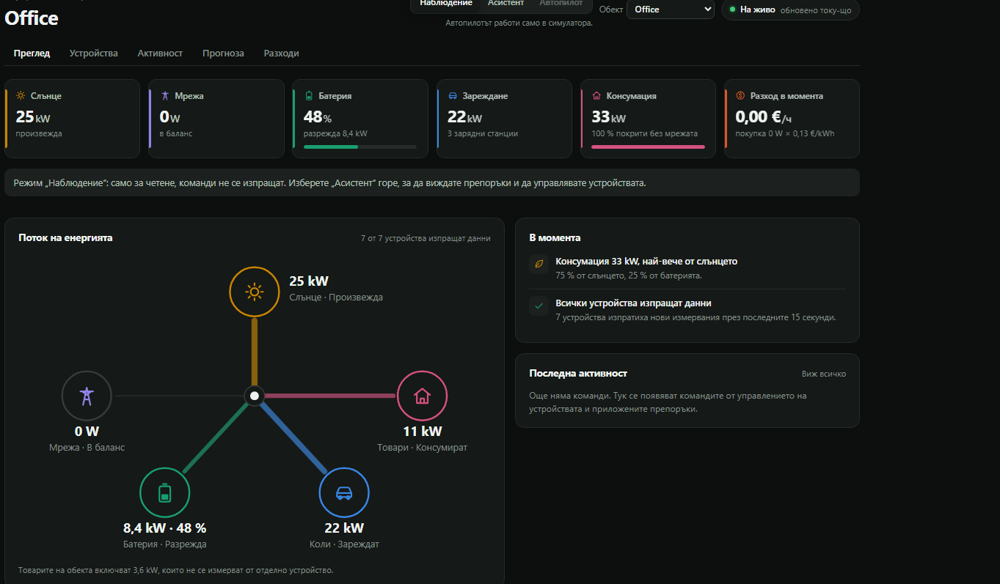 Наблюдение Асистент Автопилот
Office
Обект Office На живо обновено току-що
Автопилотът работи само в симулатора.
Преглед Устройства Активност Прогноза Разходи
Слънце
25 kW
произвежда
Мрежа
0 W
в баланс
Батерия
48 %
разрежда 8,4 kW
Зареждане
22 kW
3 зарядни станции
Консумация
33 kW
100 % покрити без мрежата
Разход в момента
0,00 €/ч
покупка 0 W × 0,13 €/kWh
Режим „Наблюдение“: само за четене, команди не се изпращат. Изберете „Асистент“ горе, за да виждате препоръки и да управлявате устройствата.
Поток на енергията
7 от 7 устройства изпращат данни
25 kW
Слънце · Произвежда
0 W
Мрежа · В баланс
11 kW
Товари · Консумират
8,4 kW · 48 %
Батерия · Разрежда
22 kW
Коли · Зареждат
Товарите на обекта включват 3,6 kW, които не се измерват от отделно устройство.
В момента
Консумация 33 kW, най-вече от слънцето
75 % от слънцето, 25 % от батерията.
Всички устройства изпращат данни
7 устройства изпратиха нови измервания през последните 15 секунди.
Последна активност
Виж всичко
Още няма команди. Тук се появяват командите от управлението на
устройствата и приложените препоръки.